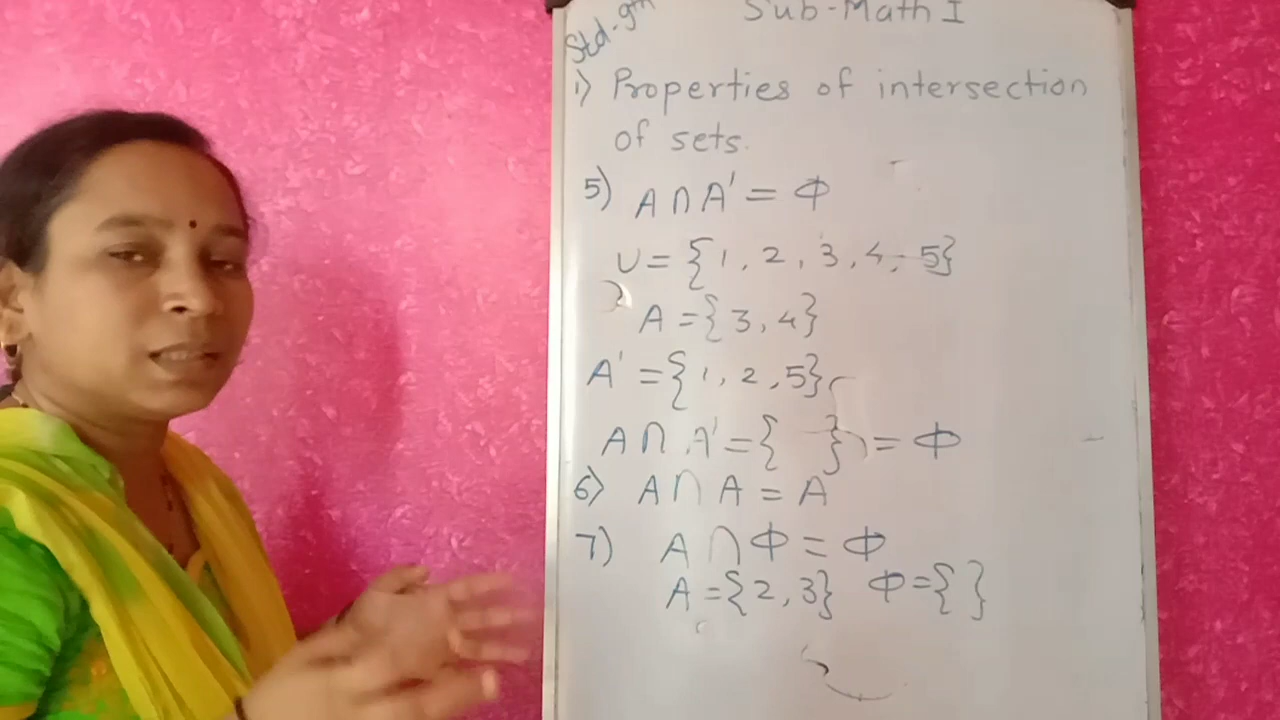 Std-9th
Sub-Math I
1) Properties of intersection
of sets.
5) A ∩ A' = Φ
U = {1, 2, 3, 4, 5}
A = {3, 4}
A' = {1, 2, 5}
A ∩ A' = { } = Φ
6) A ∩ A = A
7) A ∩ Φ = Φ
A = {2, 3} Φ = { }